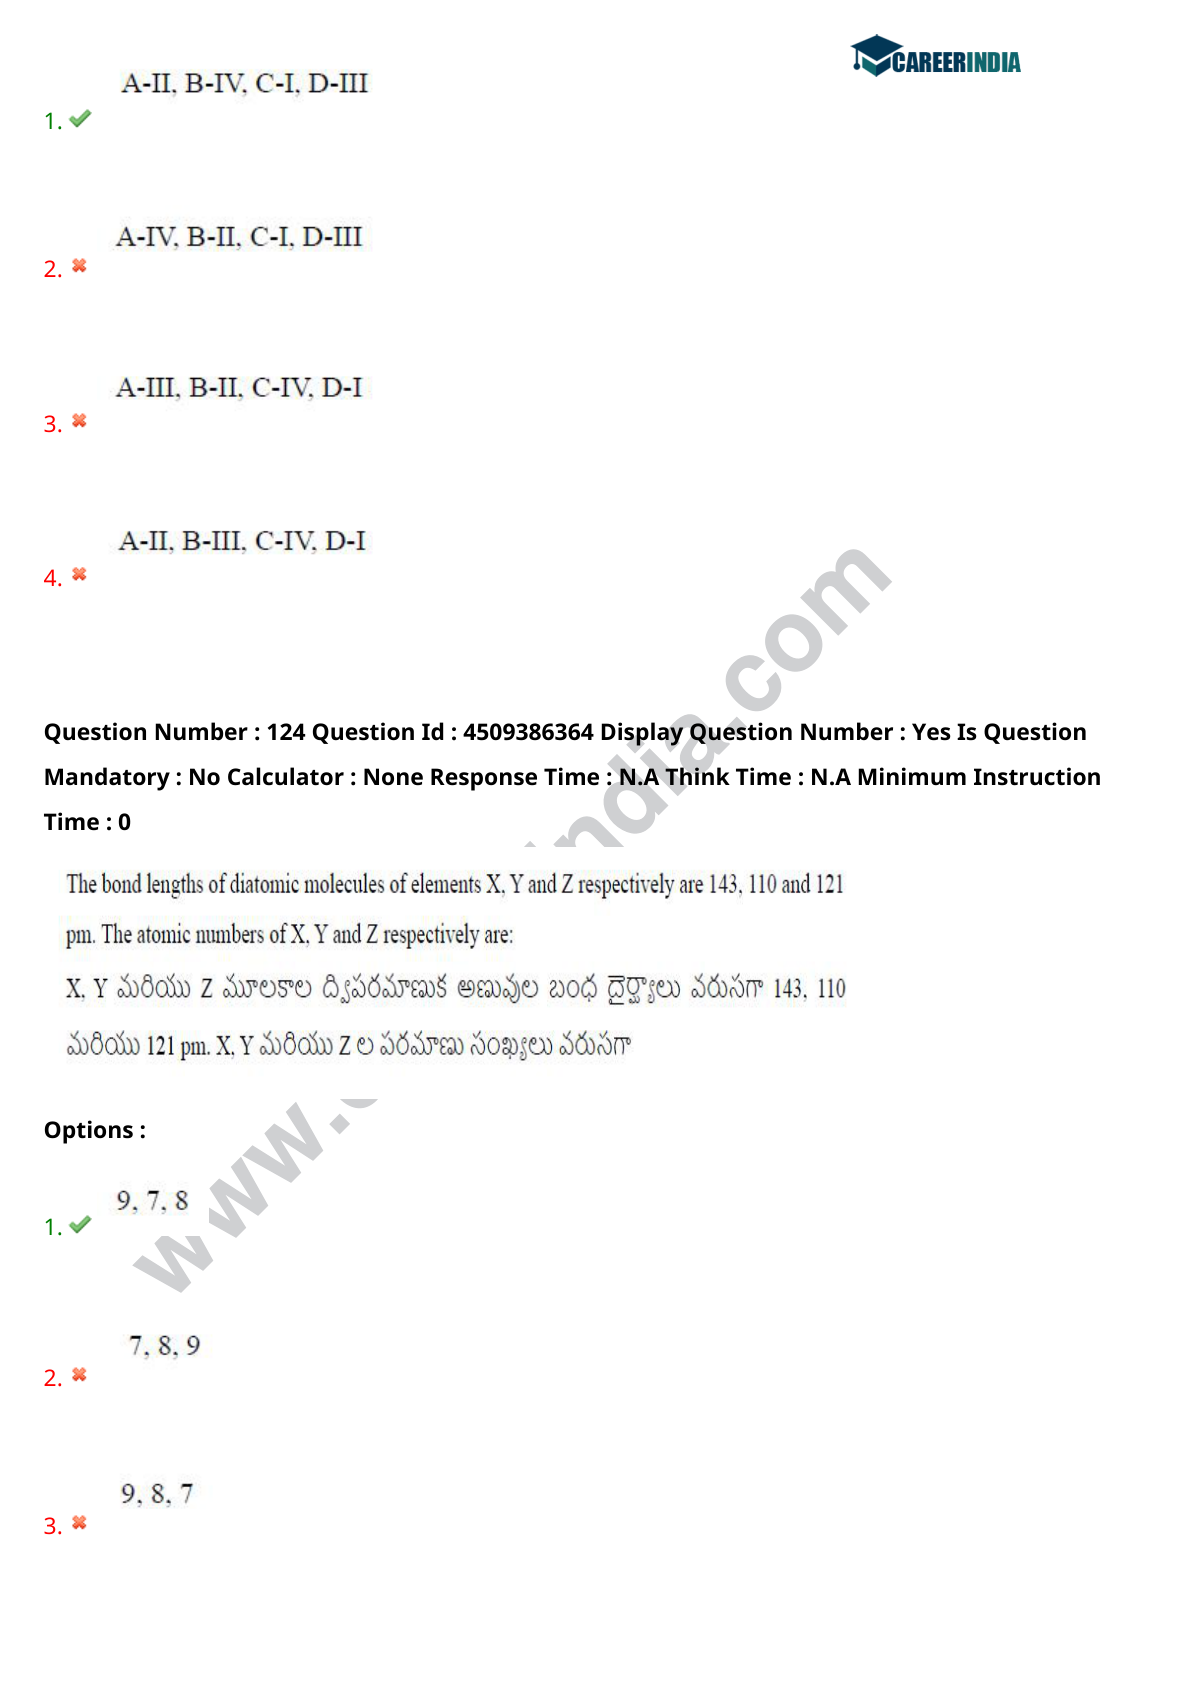 CAREERINDIA
A-II, B-IV, C-I, D-III
1.
A-IV, B-II, C-I, D-III
2.
A-III, B-II, C-IV, D-I
3.
A-II, B-III, C-IV, D-I
4.
Question Number : 124 Question Id : 4509386364 Display Question Number : Yes Is Question
Mandatory : No Calculator : None Response Time : N.A Think Time : N.A Minimum Instruction
Time : 0
The bond lengths of diatomic molecules of elements X, Y and Z respectively are 143, 110 and 121
pm. The atomic numbers of X, Y and Z respectively are:
X, Y మరియు Z మూలకాల ద్విపరమాణుక అణువుల బంధ దైర్ఘ్యాలు వరుసగా 143, 110
మరియు 121 pm. X, Y మరియు Z ల పరమాణు సంఖ్యలు వరుసగా
Options :
9, 7, 8
1.
7, 8, 9
2.
9, 8, 7
3.